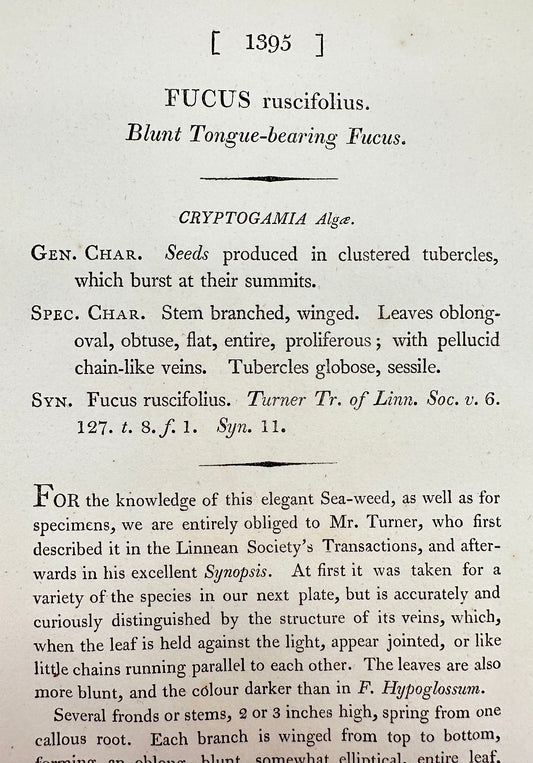 [ 1395 ]
FUCUS ruscifolius.
Blunt Tongue-bearing Fucus.
CRYPTOGAMIA Algæ.
GEN. CHAR. Seeds produced in clustered tubercles,
which burst at their summits.
SPEC. CHAR. Stem branched, winged. Leaves oblong-
oval, obtuse, flat, entire, proliferous; with pellucid
chain-like veins. Tubercles globose, sessile.
SYN. Fucus ruscifolius. Turner Tr. of Linn. Soc. v. 6.
127. t. 8. f. 1. Syn. 11.
FOR the knowledge of this elegant Sea-weed, as well as for
specimens, we are entirely obliged to Mr. Turner, who first
described it in the Linnean Society's Transactions, and after-
wards in his excellent Synopsis. At first it was taken for a
variety of the species in our next plate, but is accurately and
curiously distinguished by the structure of its veins, which,
when the leaf is held against the light, appear jointed, or like
little chains running parallel to each other. The leaves are also
more blunt, and the colour darker than in F. Hypoglossum.
Several fronds or stems, 2 or 3 inches high, spring from one
callous root. Each branch is winged from top to bottom,
forming an oblong, blunt, somewhat elliptical, entire leaf,